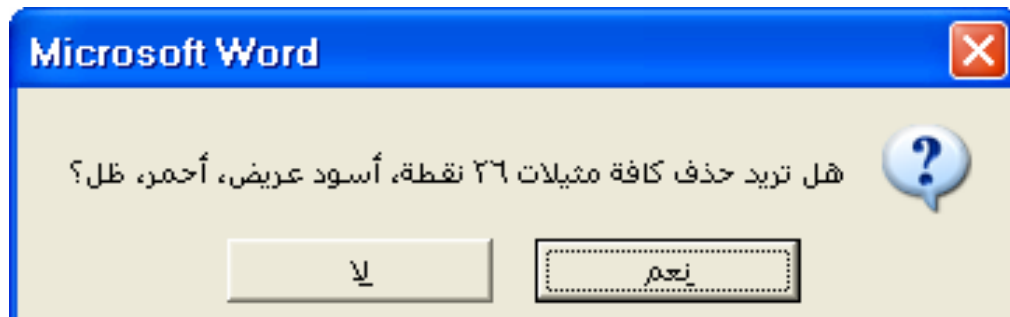 Microsoft Word
هل تريد حذف كافة مثيلات ٢٦ نقطة، أسود عريض، أحمر، ظل؟
نعم
لا